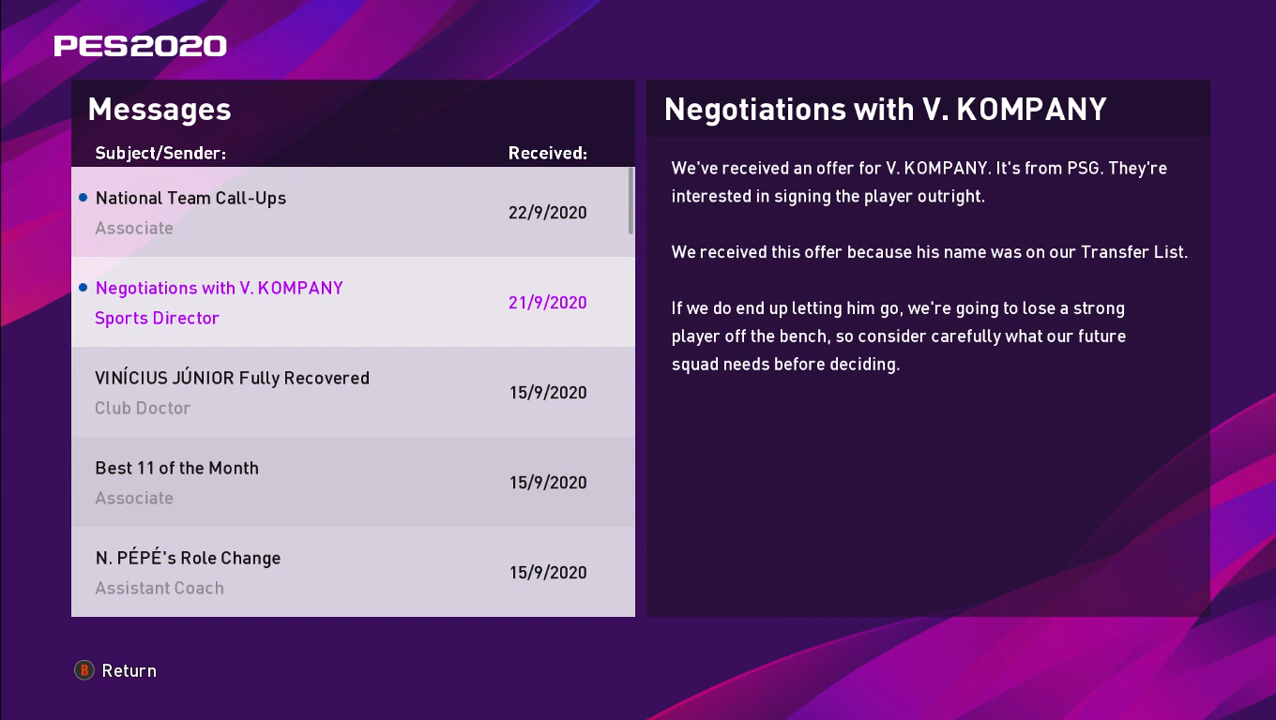 PES2020
Messages
Subject/Sender:
Received:
National Team Call-Ups
Associate
22/9/2020
Negotiations with V. KOMPANY
Sports Director
21/9/2020
VINÍCIUS JÚNIOR Fully Recovered
Club Doctor
15/9/2020
Best 11 of the Month
Associate
15/9/2020
N. PÉPÉ's Role Change
Assistant Coach
15/9/2020
Negotiations with V. KOMPANY
We've received an offer for V. KOMPANY. It's from PSG. They're
interested in signing the player outright.
We received this offer because his name was on our Transfer List.
If we do end up letting him go, we're going to lose a strong
player off the bench, so consider carefully what our future
squad needs before deciding.
B Return